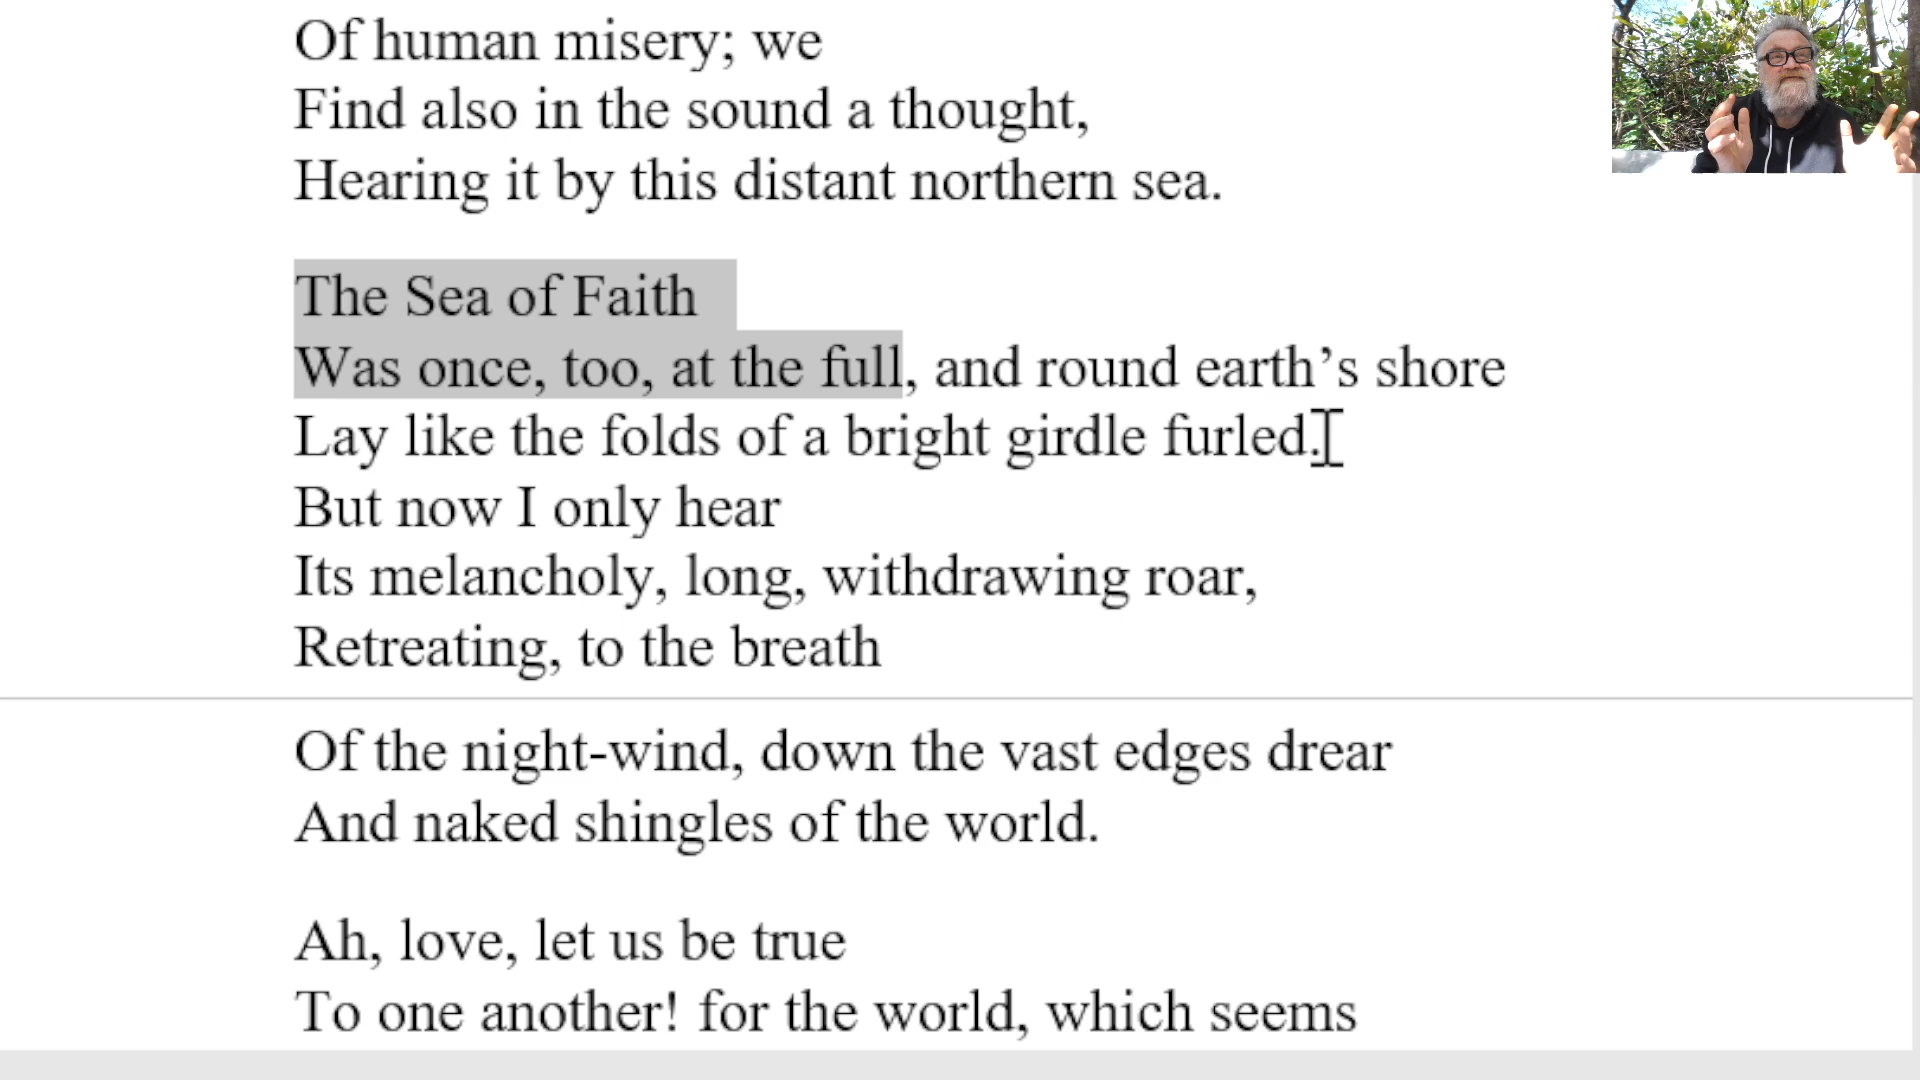 Of human misery; we
Find also in the sound a thought,
Hearing it by this distant northern sea.
The Sea of Faith
Was once, too, at the full, and round earth’s shore
Lay like the folds of a bright girdle furled.
But now I only hear
Its melancholy, long, withdrawing roar,
Retreating, to the breath
Of the night-wind, down the vast edges drear
And naked shingles of the world.
Ah, love, let us be true
To one another! for the world, which seems